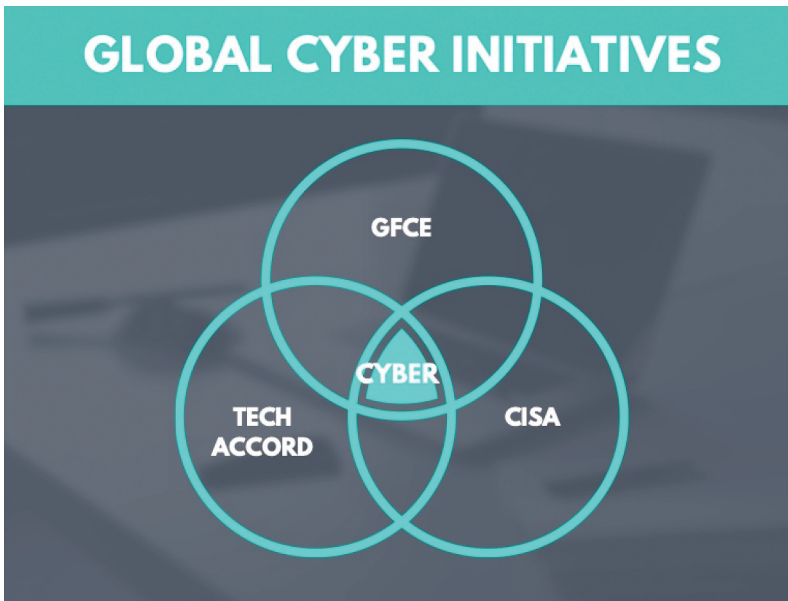 GLOBAL CYBER INITIATIVES
GFCE
CYBER
TECH
ACCORD
CISA